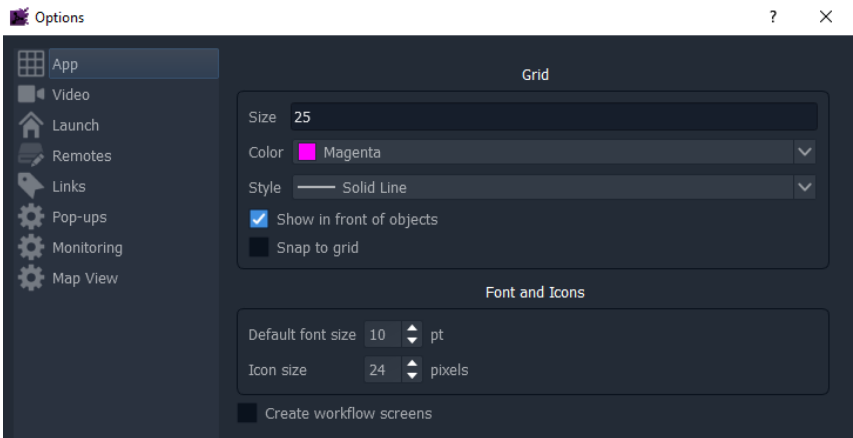 Options
?
App
Video
Launch
Remotes
Links
Pop-ups
Monitoring
Map View
Grid
Size 25
Color Magenta
Style Solid Line
Show in front of objects
Snap to grid
Font and Icons
Default font size 10 pt
Icon size 24 pixels
Create workflow screens